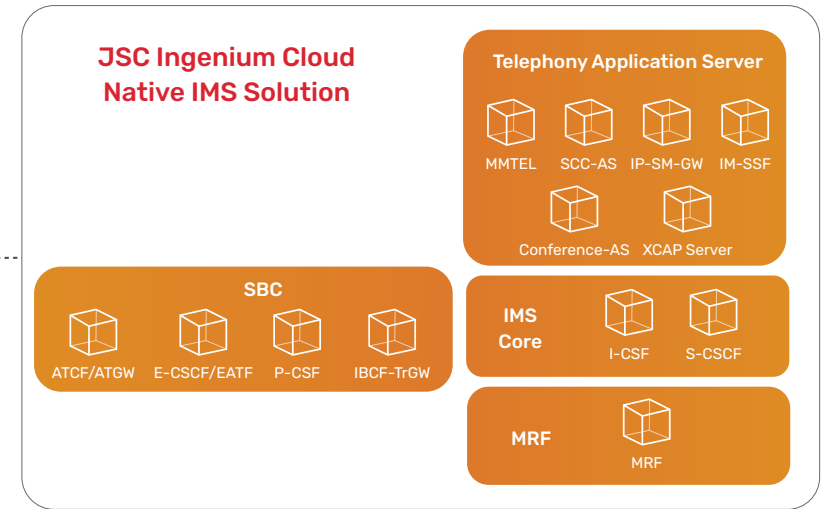 JSC Ingenium Cloud
Native IMS Solution
Telephony Application Server
MMTEL SCC-AS IP-SM-GW IM-SSF
Conference-AS XCAP Server
SBC
ATCF/ATGW E-CSCF/EATF P-CSF IBCF-TrGW
IMS
Core
I-CSF S-CSCF
MRF
MRF